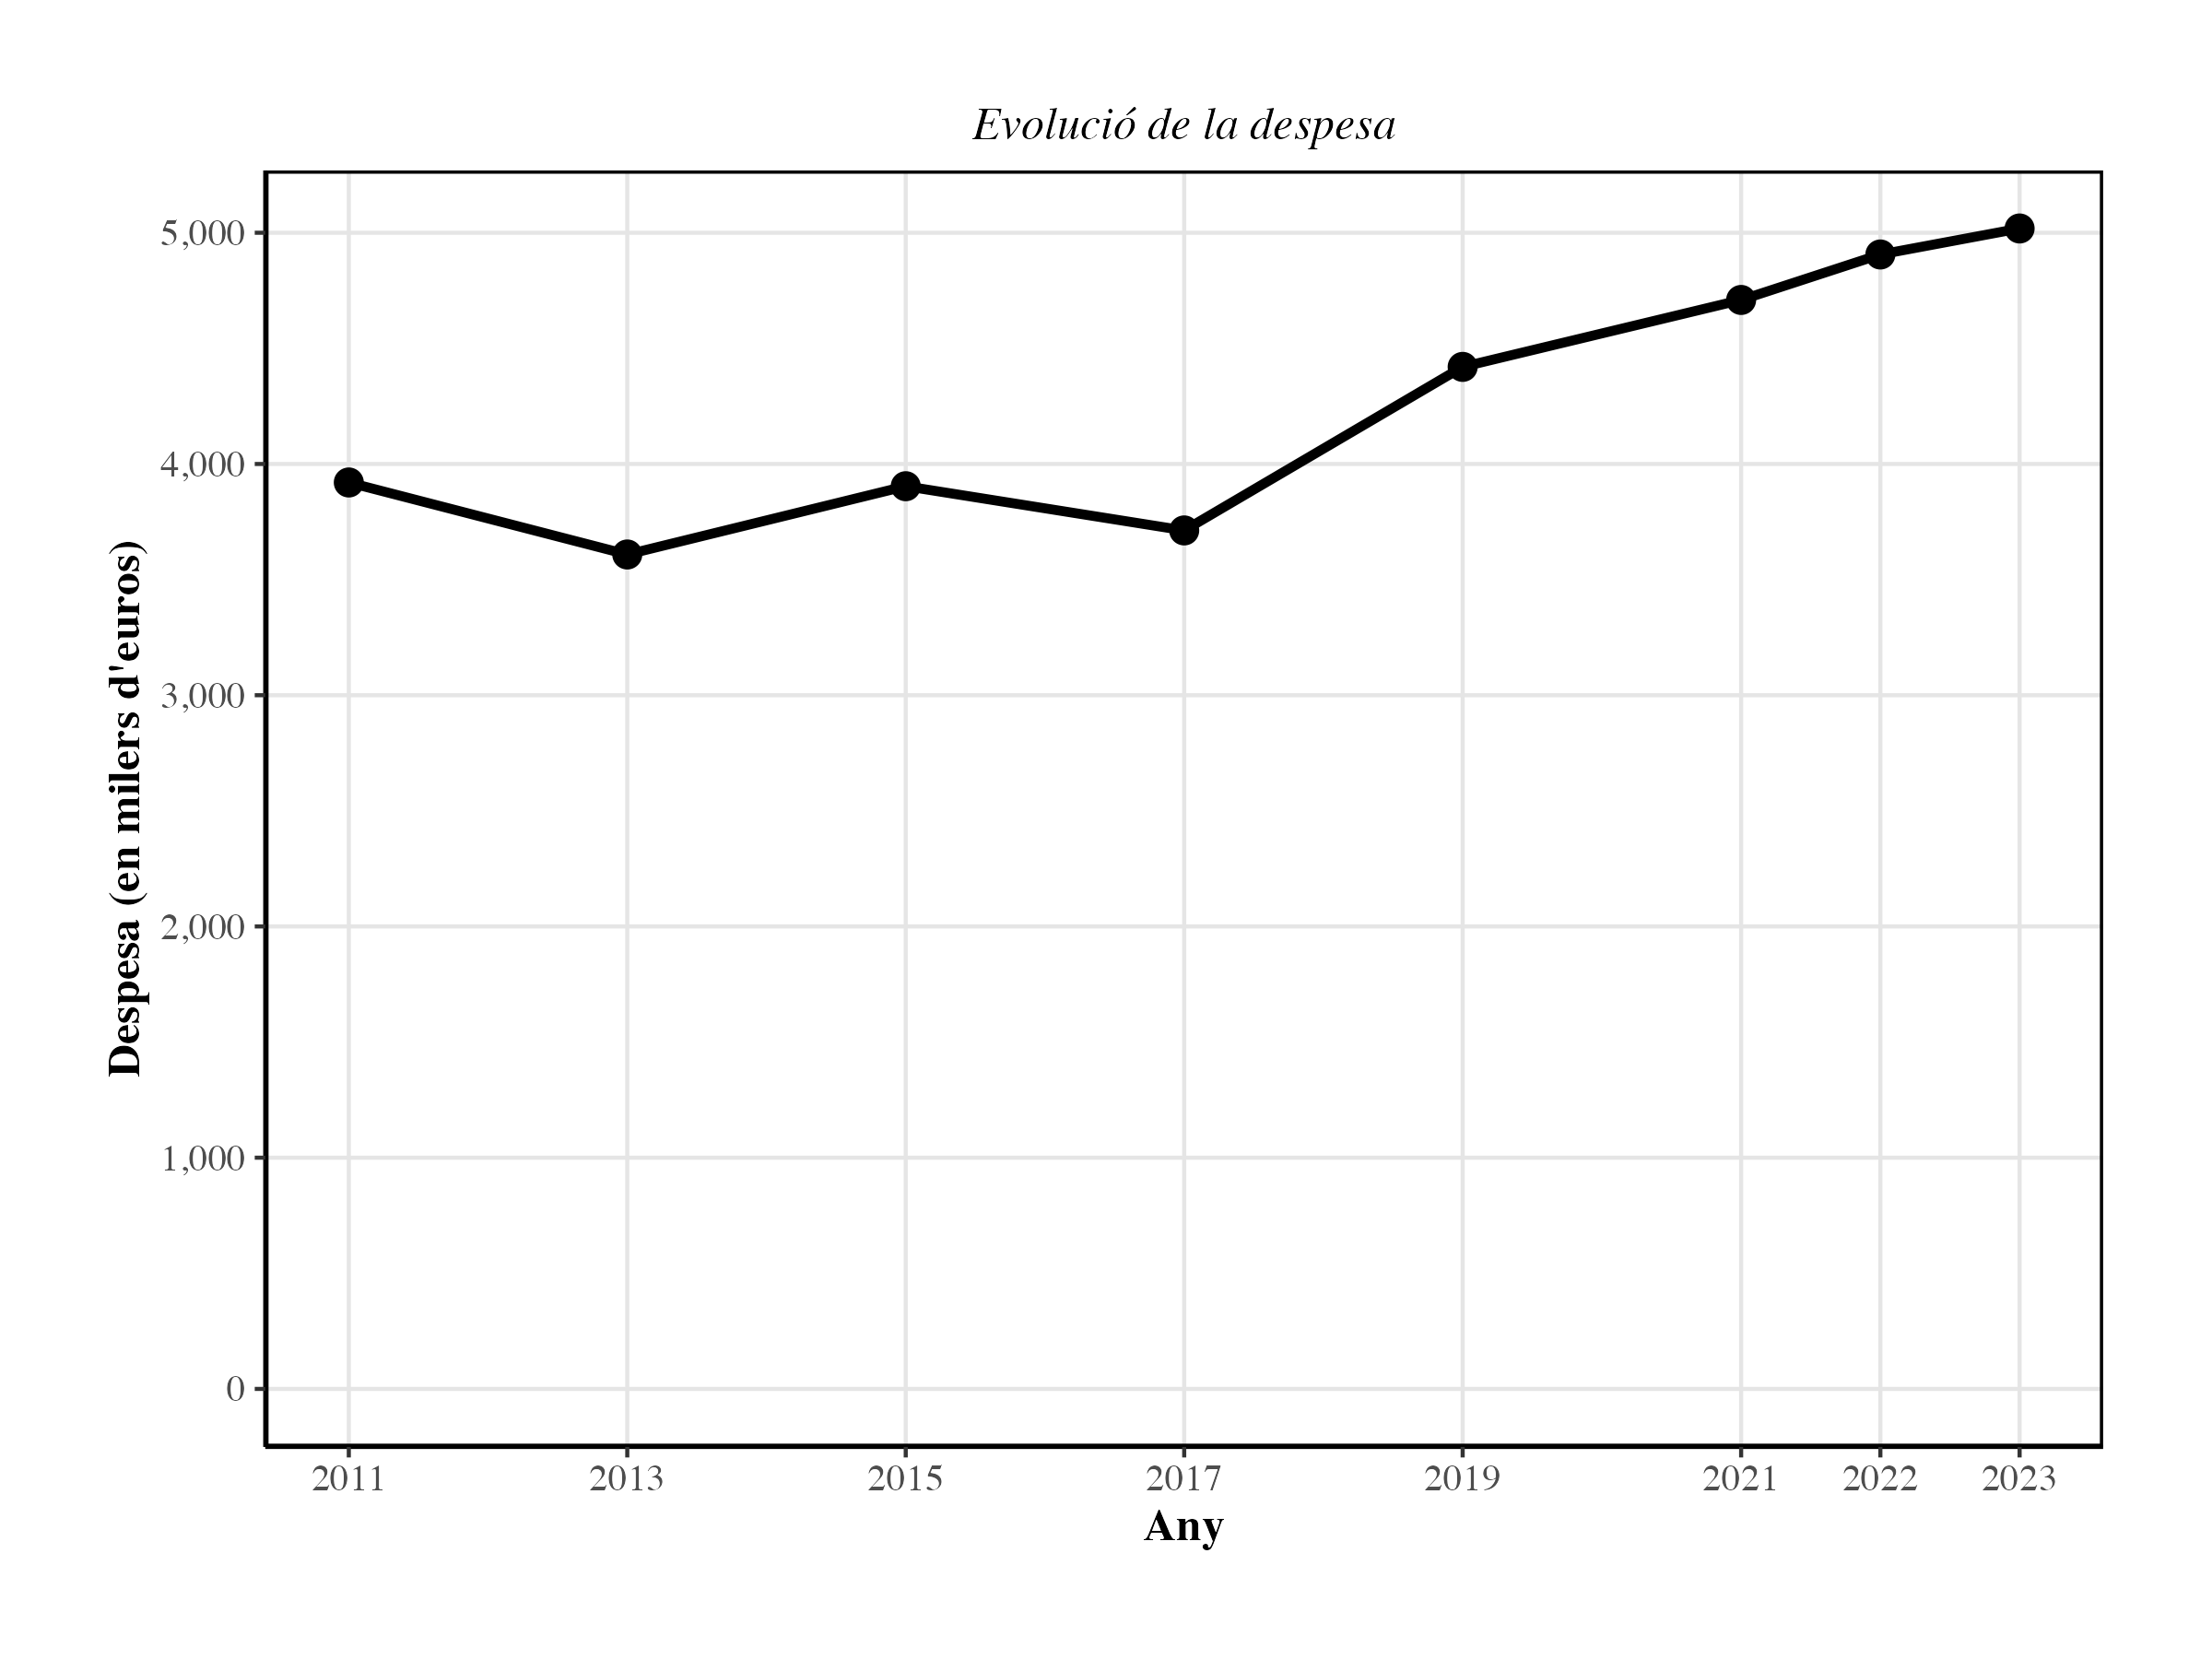 Evolució de la despesa
Despesa (en milers d'euros)
5,000
4,000
3,000
2,000
1,000
0
2011 2013 2015 2017 2019 2021 2022 2023
Any